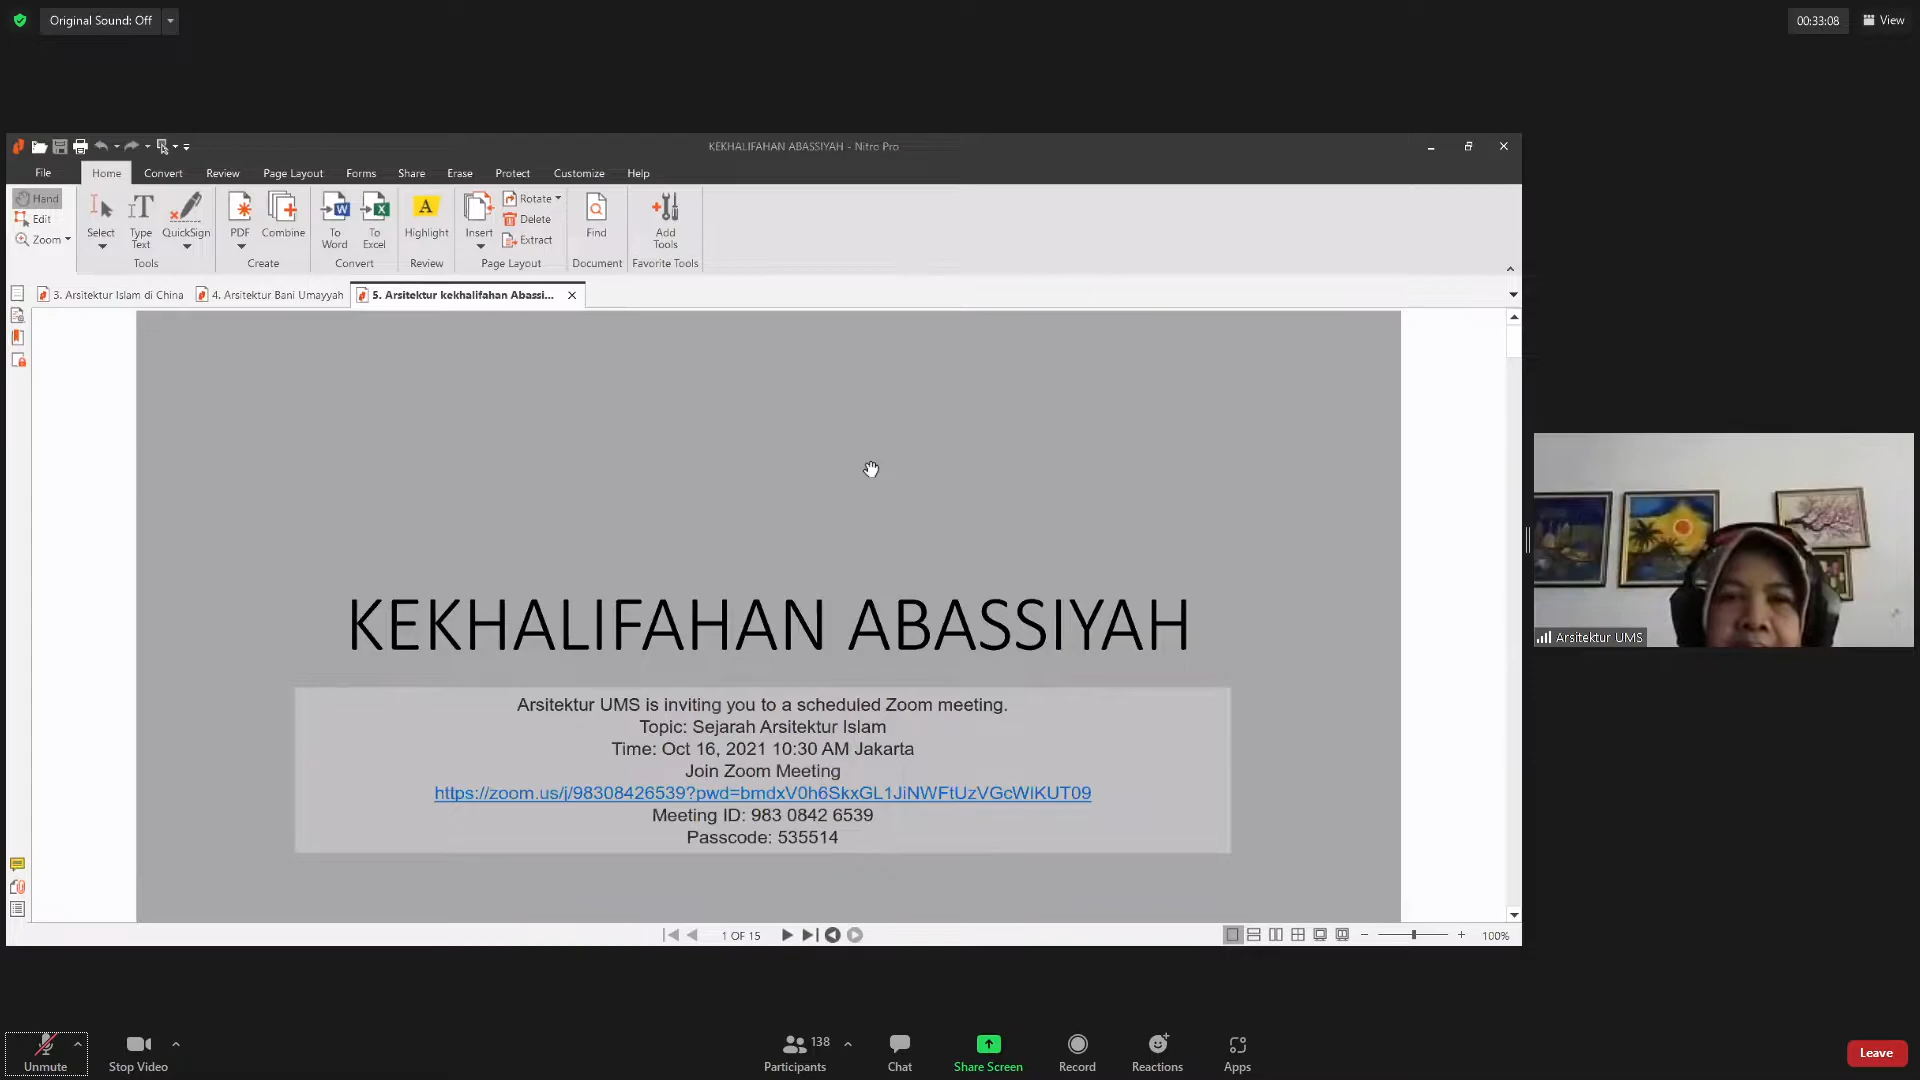 Original Sound: Off
00:33:08
View
KEKHALIFAHAN ABASSIYAH - Nitro Pro
File Home Convert Review Page Layout Forms Share Erase Protect Customize Help
Hand
Edit
Zoom
Select
Type Text
QuickSign
Tools
PDF
Combine
Create
To Word
To Excel
Convert
Highlight
Review
Insert
Rotate
Delete
Extract
Page Layout
Find
Document
Add Tools
Favorite Tools
3. Arsitektur Islam di China
4. Arsitektur Bani Umayyah
5. Arsitektur kekhalifahan Abassi...
KEKHALIFAHAN ABASSIYAH
Arsitektur UMS is inviting you to a scheduled Zoom meeting.
Topic: Sejarah Arsitektur Islam
Time: Oct 16, 2021 10:30 AM Jakarta
Join Zoom Meeting
https://zoom.us/j/98308426539?pwd=bmdxV0h6SkxGL1JiNWFtUzVGcWlKUT09
Meeting ID: 983 0842 6539
Passcode: 535514
1 OF 15
100%
Arsitektur UMS
Unmute
Stop Video
138
Participants
Chat
Share Screen
Record
Reactions
Apps
Leave